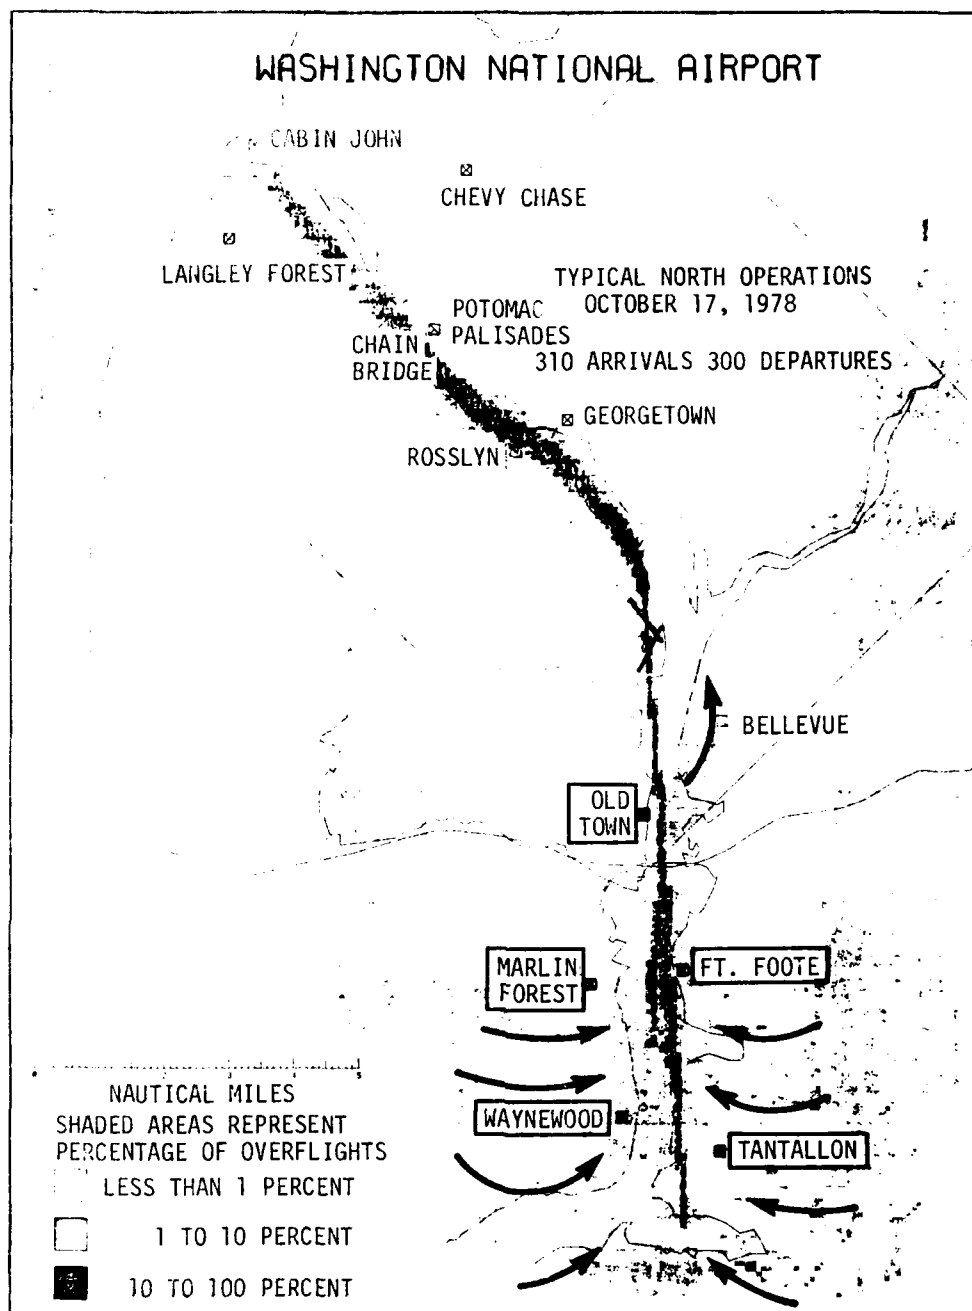 WASHINGTON NATIONAL AIRPORT
CABIN JOHN
CHEVY CHASE
LANGLEY FOREST
TYPICAL NORTH OPERATIONS
OCTOBER 17, 1978
POTOMAC
PALISADES
CHAIN
BRIDGE
310 ARRIVALS 300 DEPARTURES
GEORGETOWN
ROSSLYN
BELLEVUE
OLD
TOWN
MARLIN
FOREST
FT. FOOTE
5
NAUTICAL MILES
WAYNEWOOD
SHADED AREAS REPRESENT
PERCENTAGE OF OVERFLIGHTS
TANTALLON
LESS THAN 1 PERCENT
1 TO 10 PERCENT
10 TO 100 PERCENT